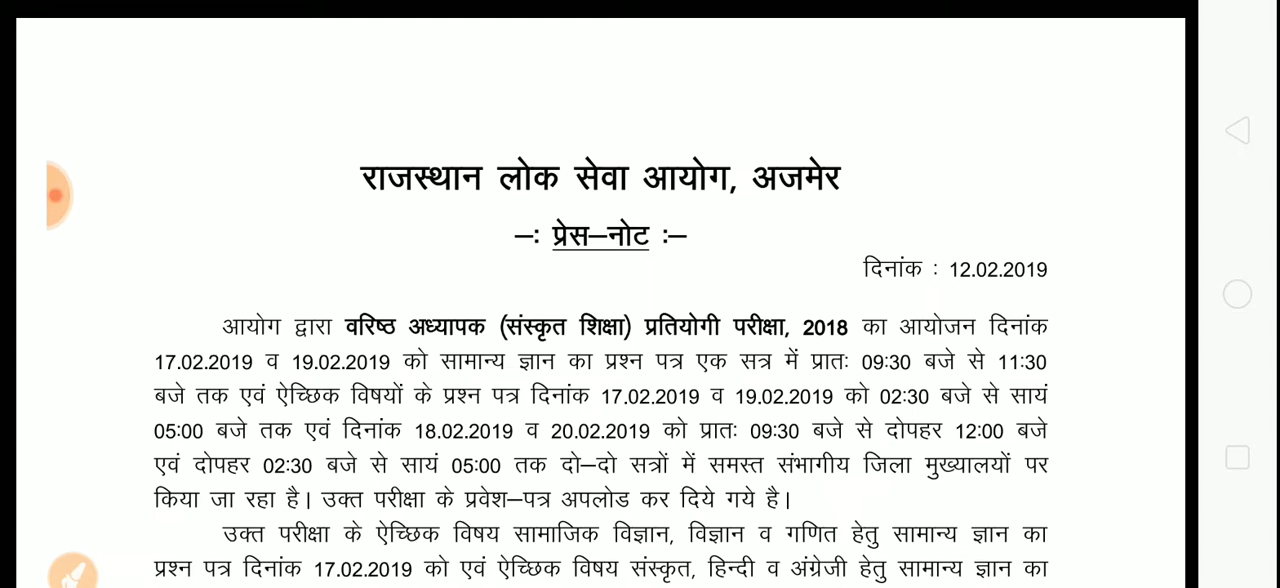 राजस्थान लोक सेवा आयोग, अजमेर
–: प्रेस–नोट :–
दिनांक : 12.02.2019
आयोग द्वारा वरिष्ठ अध्यापक (संस्कृत शिक्षा) प्रतियोगी परीक्षा, 2018 का आयोजन दिनांक
17.02.2019 व 19.02.2019 को सामान्य ज्ञान का प्रश्न पत्र एक सत्र में प्रातः 09:30 बजे से 11:30
बजे तक एवं ऐच्छिक विषयों के प्रश्न पत्र दिनांक 17.02.2019 व 19.02.2019 को 02:30 बजे से सायं
05:00 बजे तक एवं दिनांक 18.02.2019 व 20.02.2019 को प्रातः 09:30 बजे से दोपहर 12:00 बजे
एवं दोपहर 02:30 बजे से सायं 05:00 तक दो–दो सत्रों में समस्त संभागीय जिला मुख्यालयों पर
किया जा रहा है। उक्त परीक्षा के प्रवेश–पत्र अपलोड कर दिये गये है।
उक्त परीक्षा के ऐच्छिक विषय सामाजिक विज्ञान, विज्ञान व गणित हेतु सामान्य ज्ञान का
प्रश्न पत्र दिनांक 17.02.2019 को एवं ऐच्छिक विषय संस्कृत, हिन्दी व अंग्रेजी हेतु सामान्य ज्ञान का